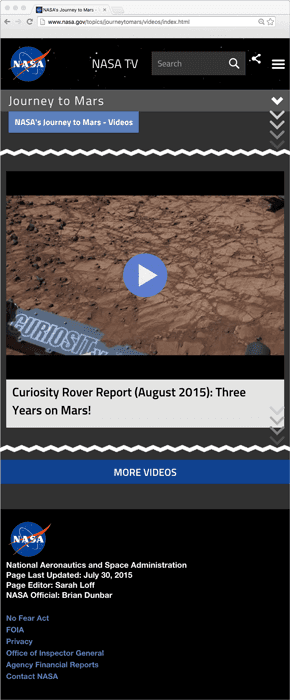 NASA's Journey to Mars -
www.nasa.gov/topics/journeytomars/videos/index.html
NASA
NASA TV
Search
Journey to Mars
NASA's Journey to Mars - Videos
CURIOSITY
Curiosity Rover Report (August 2015): Three
Years on Mars!
MORE VIDEOS
NASA
National Aeronautics and Space Administration
Page Last Updated: July 30, 2015
Page Editor: Sarah Loff
NASA Official: Brian Dunbar
No Fear Act
FOIA
Privacy
Office of Inspector General
Agency Financial Reports
Contact NASA